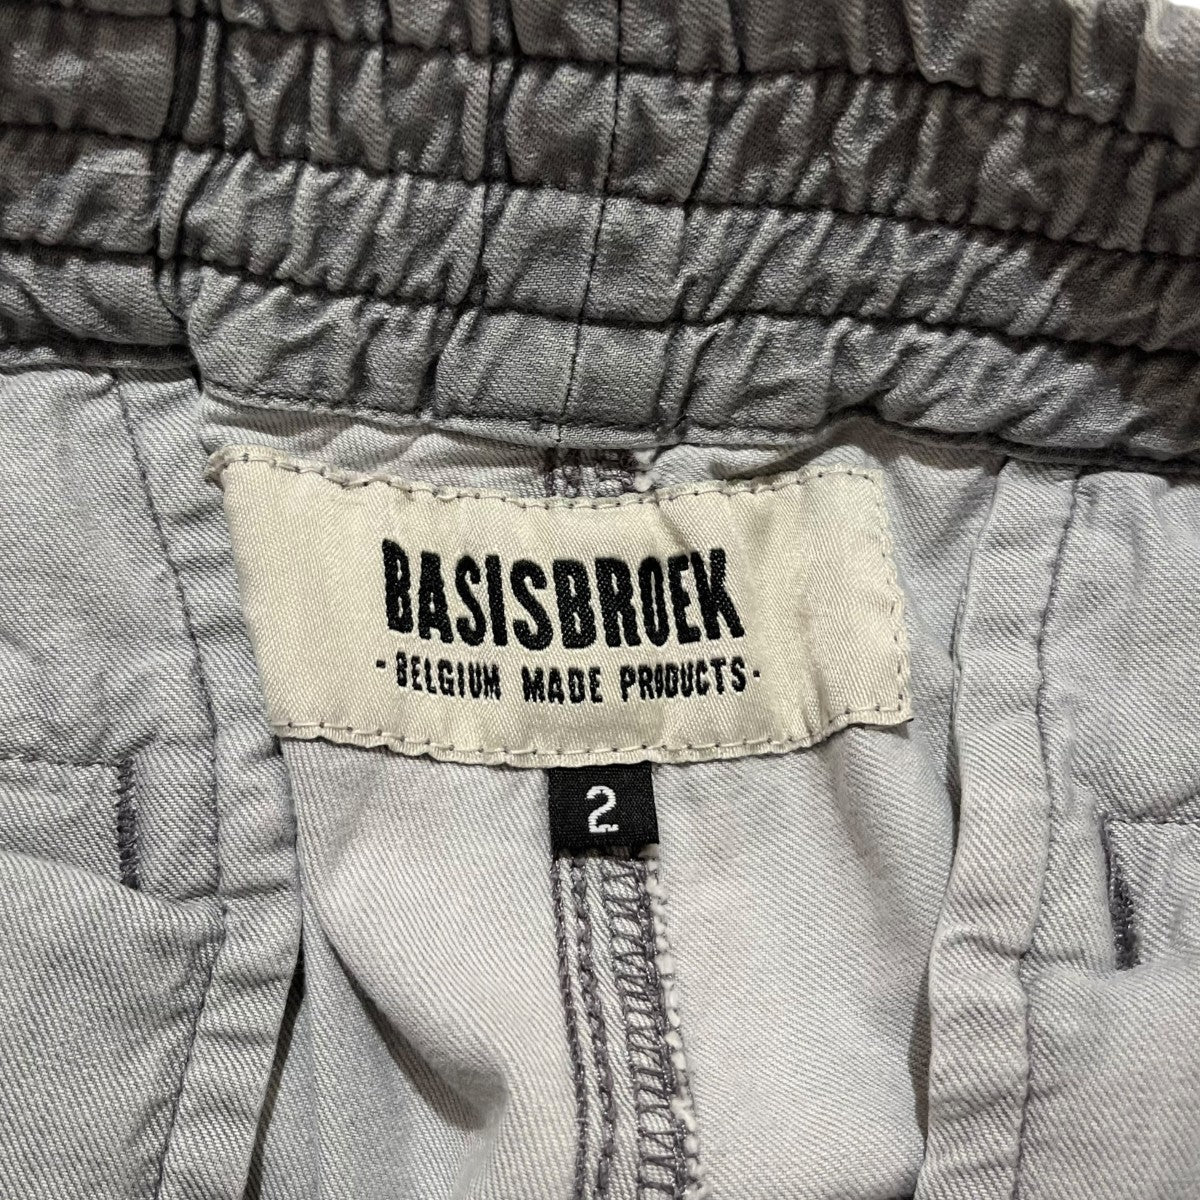 BASISBROEK
- BELGIUM MADE PRODUCTS -
2